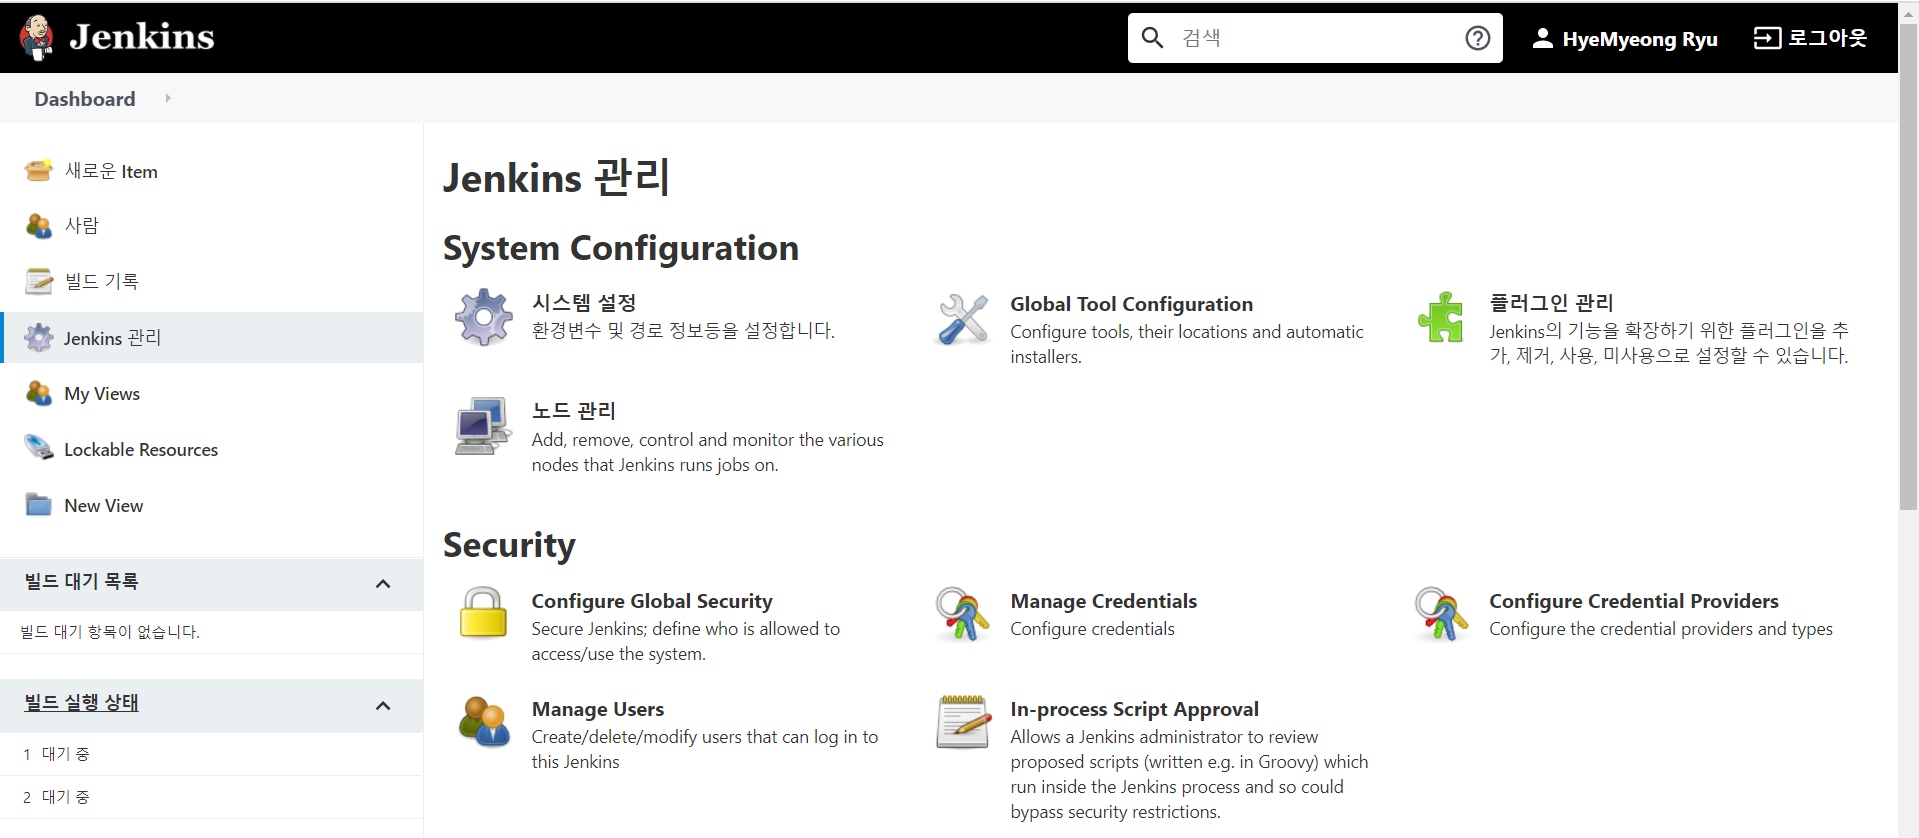 Jenkins
검색
HyeMyeong Ryu
로그아웃
Dashboard
새로운 Item
사람
빌드 기록
Jenkins 관리
My Views
Lockable Resources
New View
빌드 대기 목록
빌드 대기 항목이 없습니다.
빌드 실행 상태
1 대기 중
2 대기 중
Jenkins 관리
System Configuration
시스템 설정
환경변수 및 경로 정보등을 설정합니다.
Global Tool Configuration
Configure tools, their locations and automatic
installers.
플러그인 관리
Jenkins의 기능을 확장하기 위한 플러그인을 추
가, 제거, 사용, 미사용으로 설정할 수 있습니다.
노드 관리
Add, remove, control and monitor the various
nodes that Jenkins runs jobs on.
Security
Configure Global Security
Secure Jenkins; define who is allowed to
access/use the system.
Manage Credentials
Configure credentials
Configure Credential Providers
Configure the credential providers and types
Manage Users
Create/delete/modify users that can log in to
this Jenkins
In-process Script Approval
Allows a Jenkins administrator to review
proposed scripts (written e.g. in Groovy) which
run inside the Jenkins process and so could
bypass security restrictions.